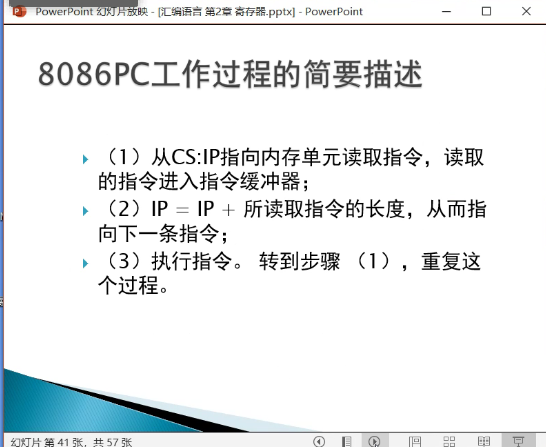 PowerPoint 幻灯片放映 - [汇编语言 第2章 寄存器.pptx] - PowerPoint
8086PC工作过程的简要描述
（1）从CS:IP指向内存单元读取指令，读取
的指令进入指令缓冲器；
（2）IP = IP + 所读取指令的长度，从而指
向下一条指令；
（3）执行指令。 转到步骤 （1），重复这
个过程。
幻灯片 第 41 张，共 57 张